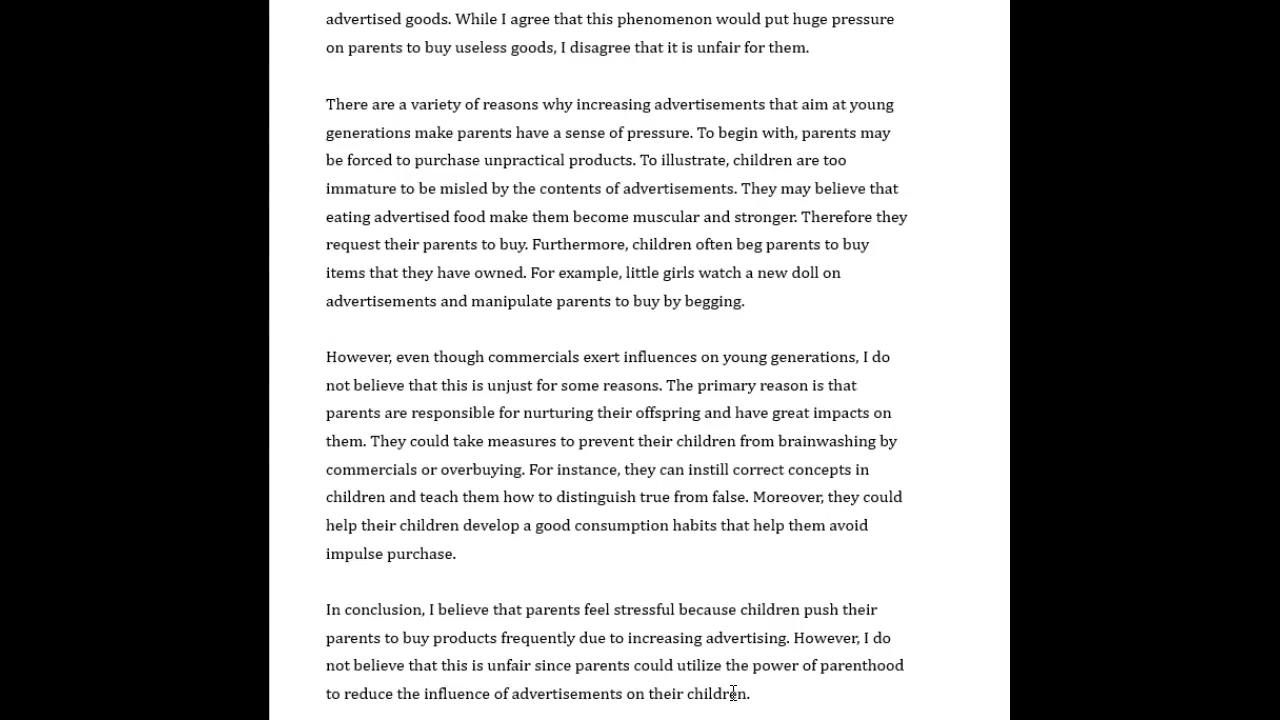 advertised goods. While I agree that this phenomenon would put huge pressure
on parents to buy useless goods, I disagree that it is unfair for them.
There are a variety of reasons why increasing advertisements that aim at young
generations make parents have a sense of pressure. To begin with, parents may
be forced to purchase unpractical products. To illustrate, children are too
immature to be misled by the contents of advertisements. They may believe that
eating advertised food make them become muscular and stronger. Therefore they
request their parents to buy. Furthermore, children often beg parents to buy
items that they have owned. For example, little girls watch a new doll on
advertisements and manipulate parents to buy by begging.
However, even though commercials exert influences on young generations, I do
not believe that this is unjust for some reasons. The primary reason is that
parents are responsible for nurturing their offspring and have great impacts on
them. They could take measures to prevent their children from brainwashing by
commercials or overbuying. For instance, they can instill correct concepts in
children and teach them how to distinguish true from false. Moreover, they could
help their children develop a good consumption habits that help them avoid
impulse purchase.
In conclusion, I believe that parents feel stressful because children push their
parents to buy products frequently due to increasing advertising. However, I do
not believe that this is unfair since parents could utilize the power of parenthood
to reduce the influence of advertisements on their children.